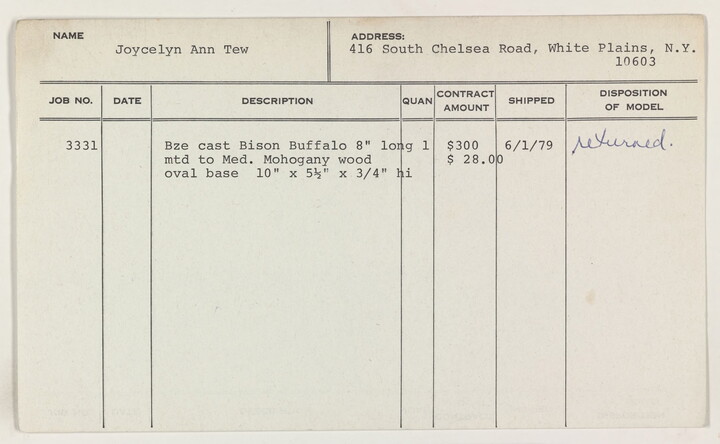 NAME
Joycelyn Ann Tew
ADDRESS:
416 South Chelsea Road, White Plains, N.Y.
10603
JOB NO. DATE DESCRIPTION QUAN CONTRACT AMOUNT SHIPPED DISPOSITION OF MODEL
3331 Bze cast Bison Buffalo 8" long 1 $300 6/1/79 returned.
mtd to Med. Mohogany wood $ 28.00
oval base 10" x 5½" x 3/4" hi